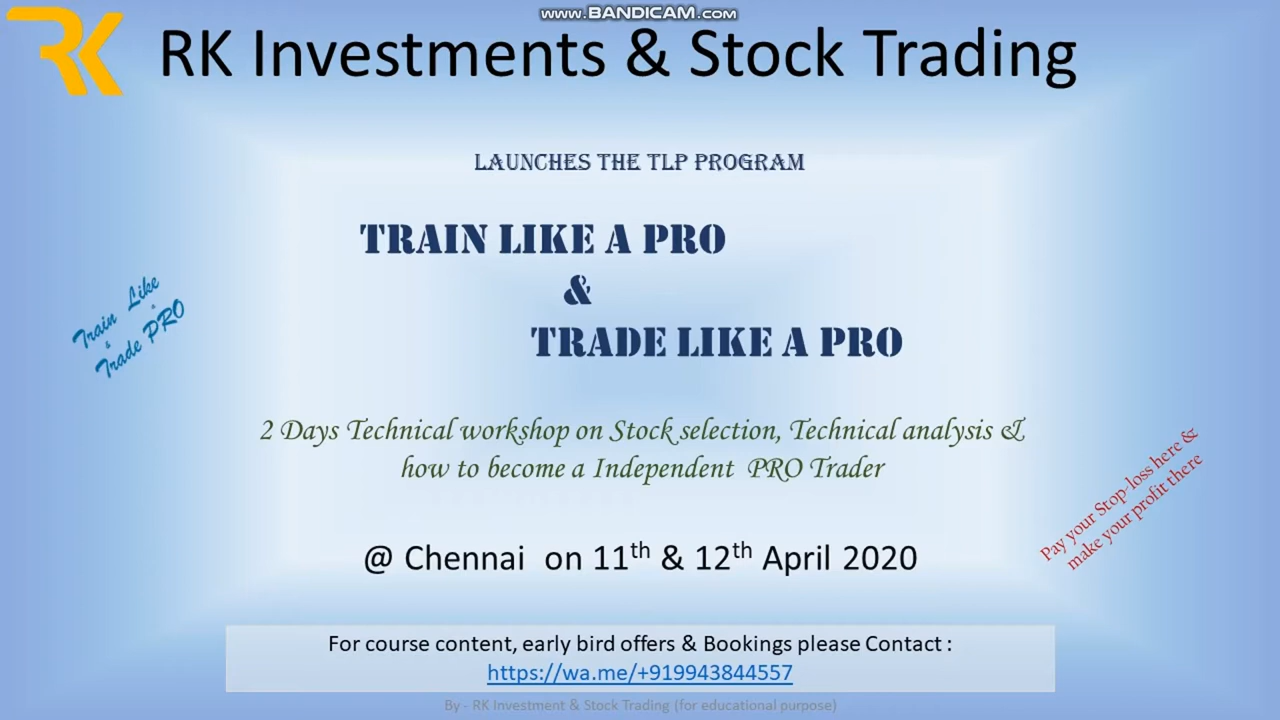 www.BANDICAM.com
RK
RK Investments & Stock Trading
LAUNCHES THE TLP PROGRAM
TRAIN LIKE A PRO
&
TRADE LIKE A PRO
Train Like
&
Trade PRO
2 Days Technical workshop on Stock selection, Technical analysis &
how to become a Independent PRO Trader
Pay your Stop-loss here &
make your profit there
@ Chennai on 11th & 12th April 2020
For course content, early bird offers & Bookings please Contact :
https://wa.me/+919943844557
By - RK Investment & Stock Trading (for educational purpose)